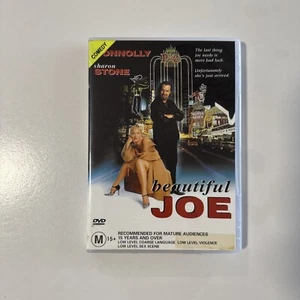 COMEDY
CONNOLLY
sharon
STONE
The last thing
joe needs is
more bad luck.
Unfortunately
she's just arrived.
beautiful
JOE
DVD
M 15+
RECOMMENDED FOR MATURE AUDIENCES
15 YEARS AND OVER
LOW LEVEL COARSE LANGUAGE, LOW LEVEL VIOLENCE
LOW LEVEL SEX SCENE